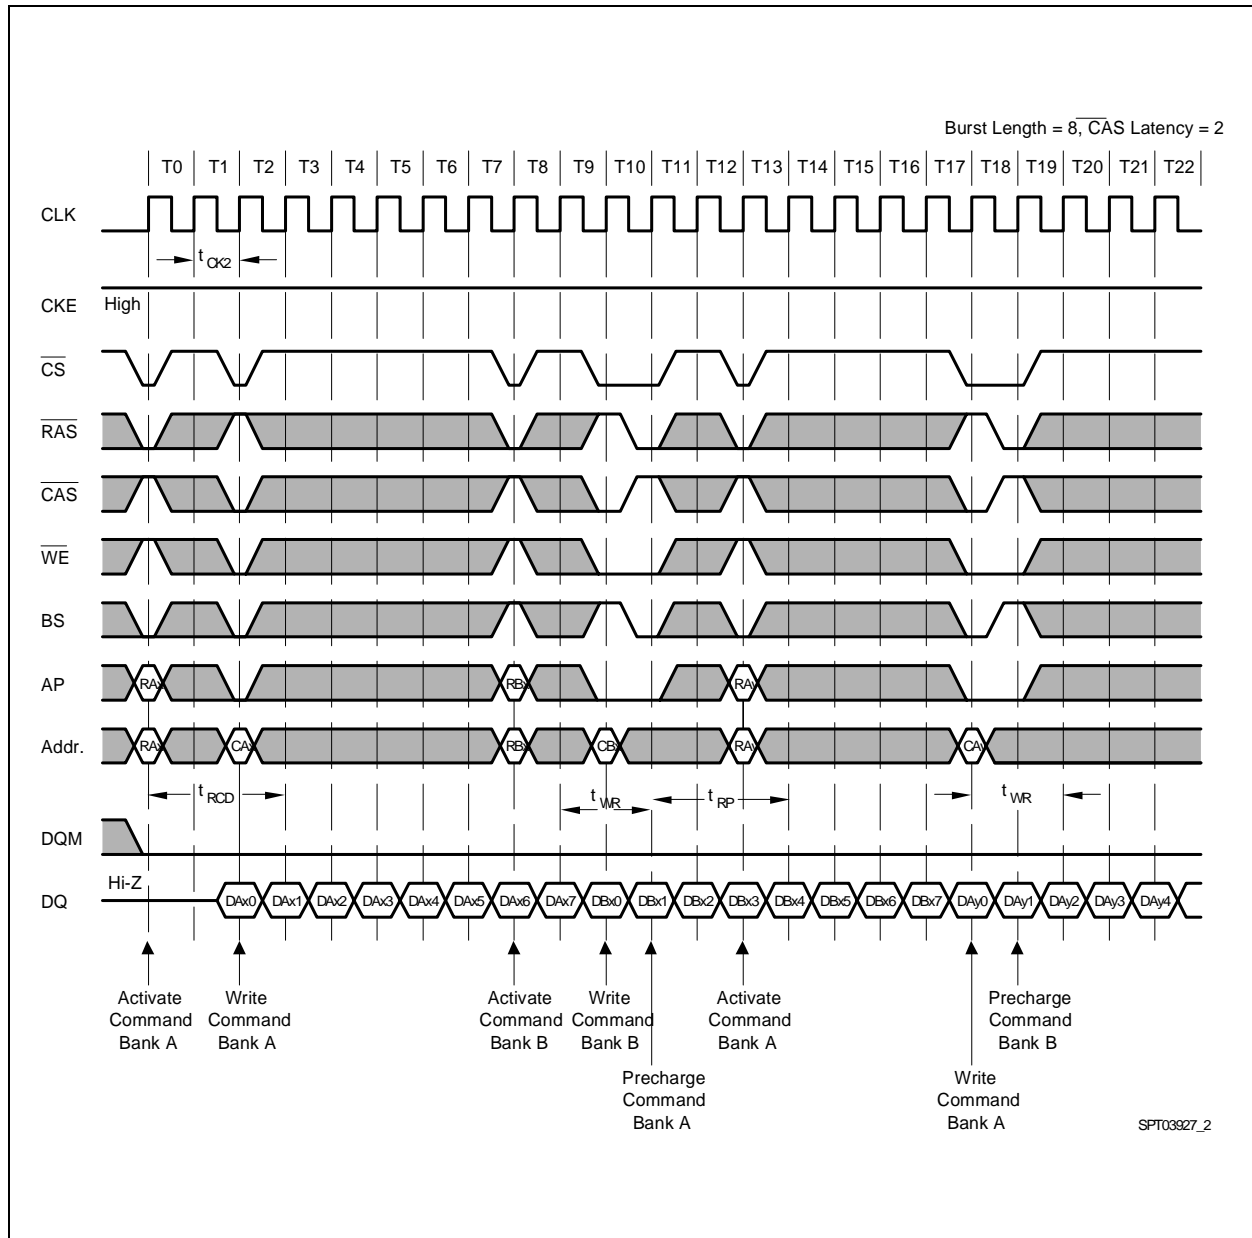 Burst Length = 8, CAS Latency = 2
T0 T1 T2 T3 T4 T5 T6 T7 T8 T9 T10 T11 T12 T13 T14 T15 T16 T17 T18 T19 T20 T21 T22
CLK
t CK2
CKE High
CS
RAS
CAS
WE
BS
AP RAx RBx RAy
Addr. RAx CAx RBx CBx RAy CAy
t RCD t WR t RP t WR
DQM
Hi-Z
DQ DAx0 DAx1 DAx2 DAx3 DAx4 DAx5 DAx6 DAx7 DBx0 DBx1 DBx2 DBx3 DBx4 DBx5 DBx6 DBx7 DAy0 DAy1 DAy2 DAy3 DAy4
Activate Command Bank A
Write Command Bank A
Activate Command Bank B
Write Command Bank B
Precharge Command Bank A
Activate Command Bank A
Write Command Bank A
Precharge Command Bank B
SPT03927_2